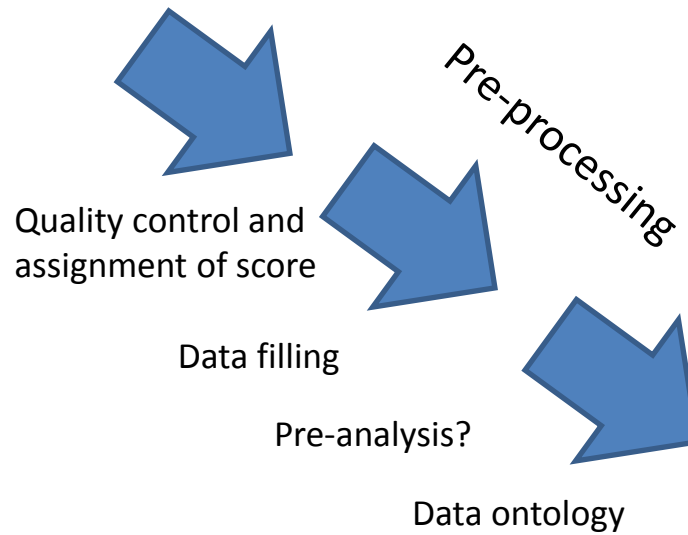 Pre-processing
Quality control and
assignment of score
Data filling
Pre-analysis?
Data ontology